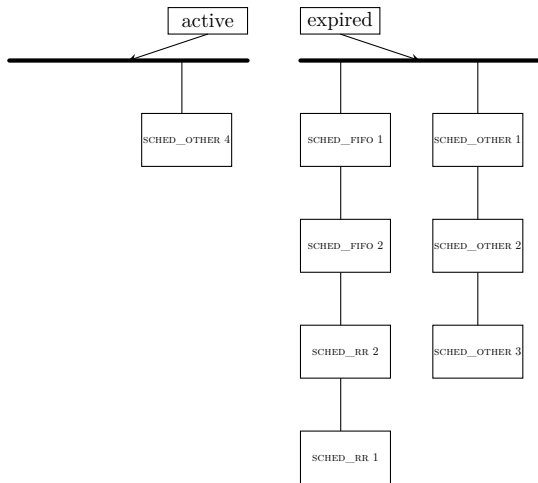 active
expired
SCHED_OTHER 4
SCHED_FIFO 1
SCHED_OTHER 1
SCHED_FIFO 2
SCHED_OTHER 2
SCHED_RR 2
SCHED_OTHER 3
SCHED_RR 1